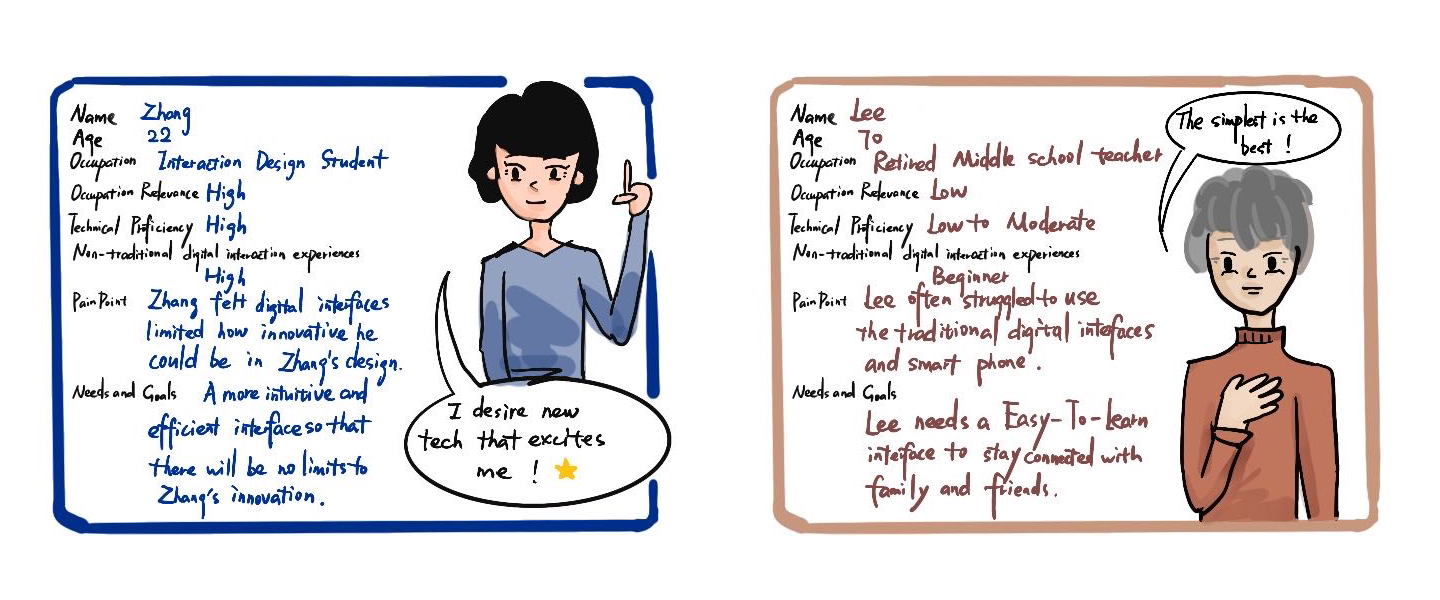 Name Zhang
Age 22
Occupation Interaction Design Student
Occupation Relevance High
Technical Proficiency High
Non-traditional digital interaction experiences
High
Pain Point Zhang felt digital interfaces
limited how innovative he
could be in Zhang's design.
Needs and Goals A more intuitive and
efficient interface so that
there will be no limits to
Zhang's innovation.
I desire new
tech that excites
me !
Name Lee
Age 70
Occupation Retired Middle school teacher
Occupation Relevance Low
Technical Proficiency Low to Moderate
Non-traditional digital interaction experiences
Beginner
Pain Point Lee often struggled to use
the traditional digital interfaces
and smart phone.
Needs and Goals
Lee needs a Easy-To-Learn
interface to stay connected with
family and friends.
The simplest is the
best !